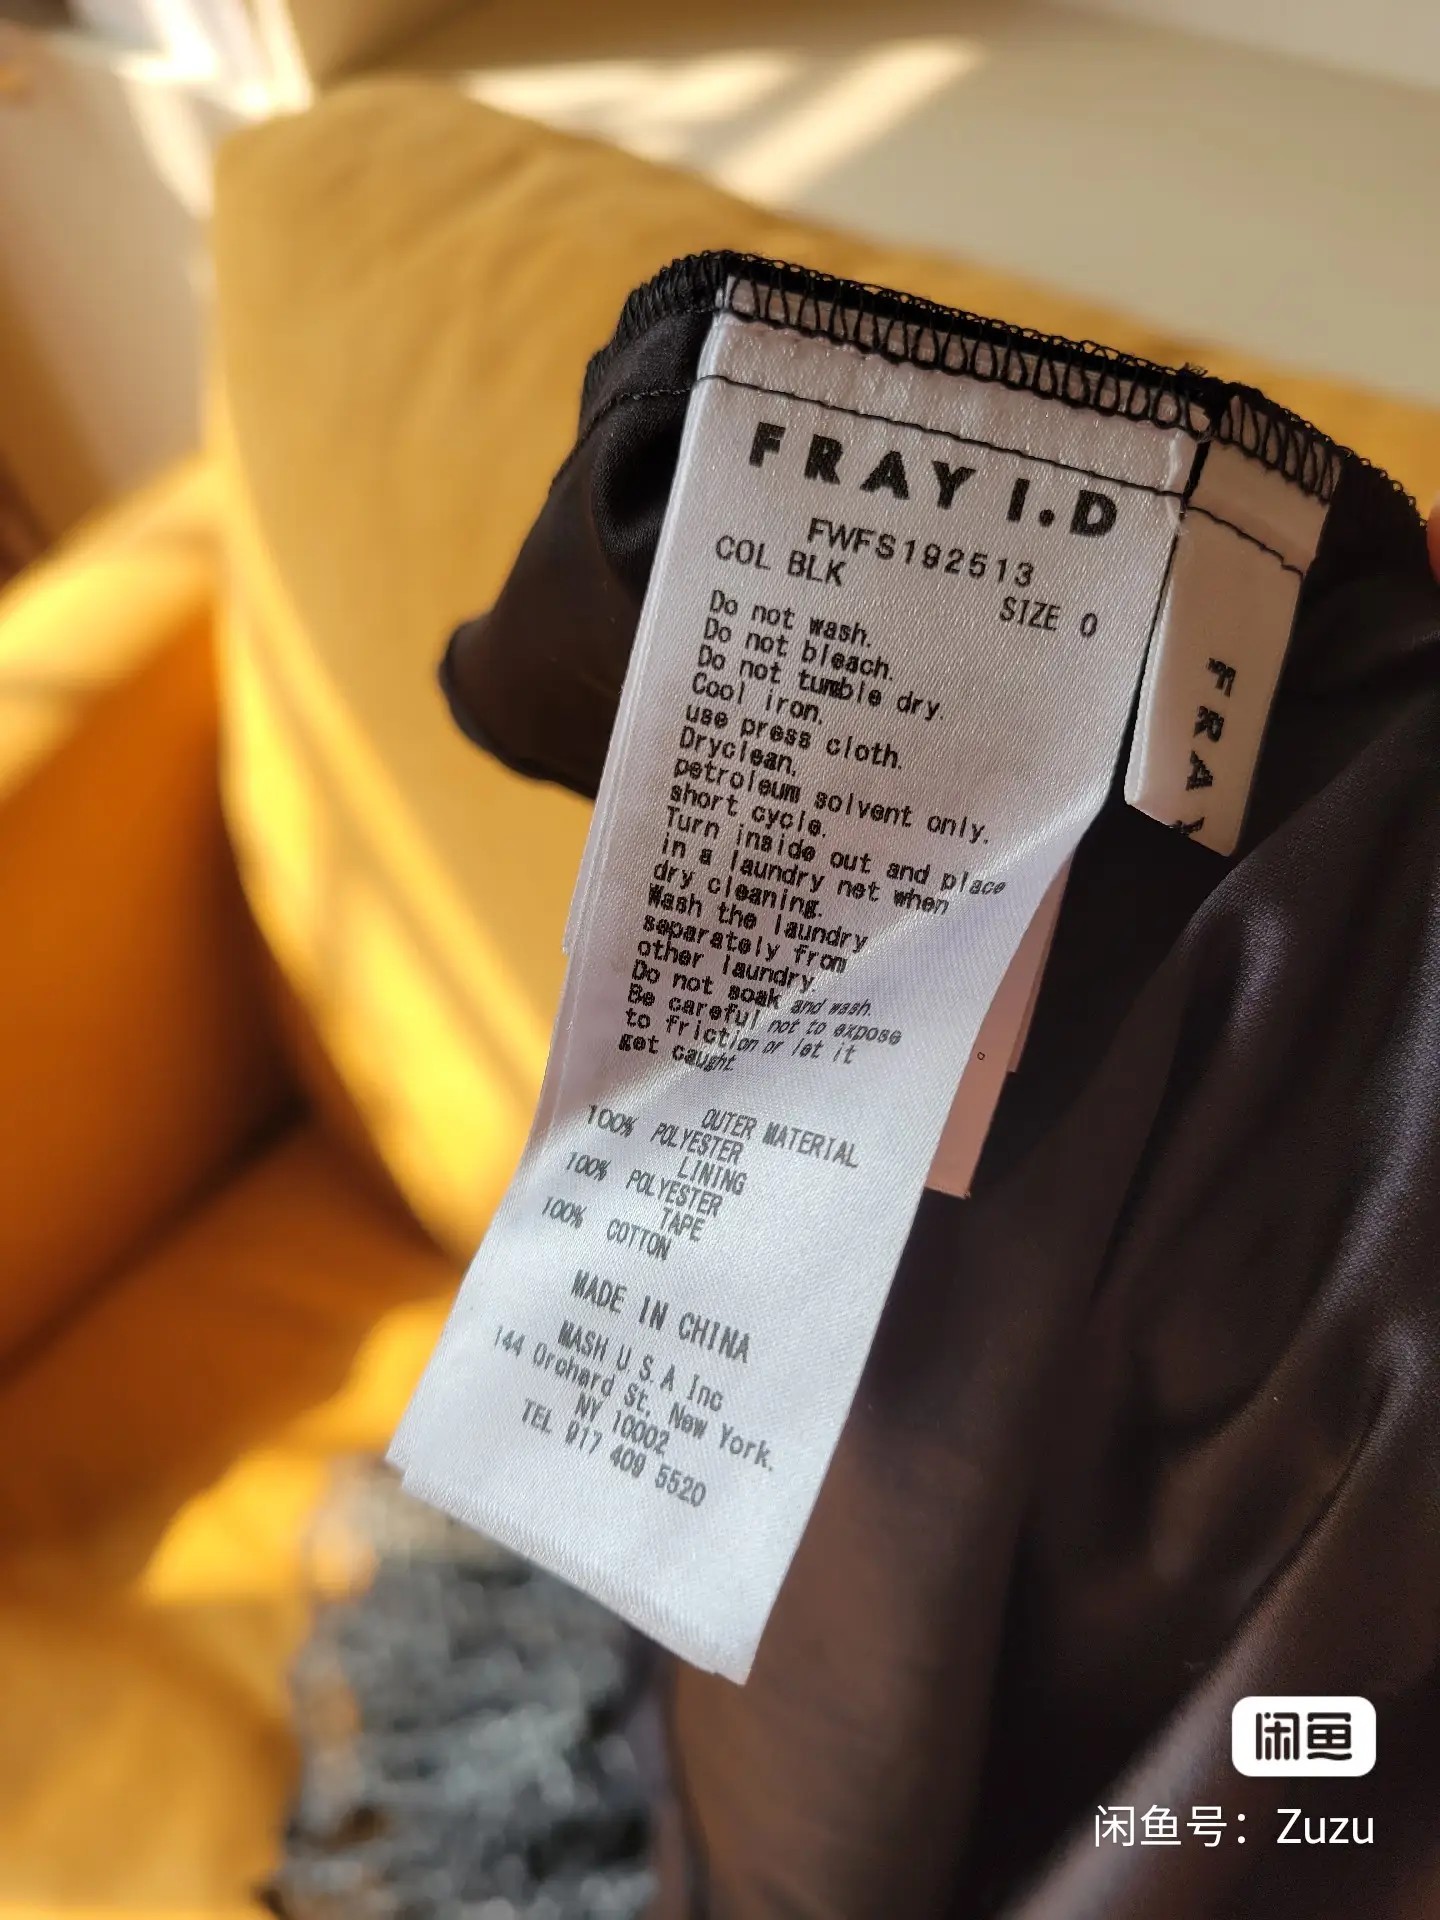 FRAY I.D
FWFS192513
COL BLK
SIZE 0
Do not wash.
Do not bleach.
Do not tumble dry.
Cool iron.
use press cloth.
Dryclean,
petroleum solvent only.
short cycle.
Turn inside out and place
in a laundry net when
dry cleaning.
Wash the laundry
separately from
other laundry.
Do not soak and wash.
Be careful not to expose
to friction or let it
get caught.
OUTER MATERIAL
100% POLYESTER
LINING
100% POLYESTER
TAPE
100% COTTON
MADE IN CHINA
MASH U S A Inc
144 Orchard St. New York.
NY 10002
TEL 917 409 5520
FRAY
闲鱼
闲鱼号：Zuzu